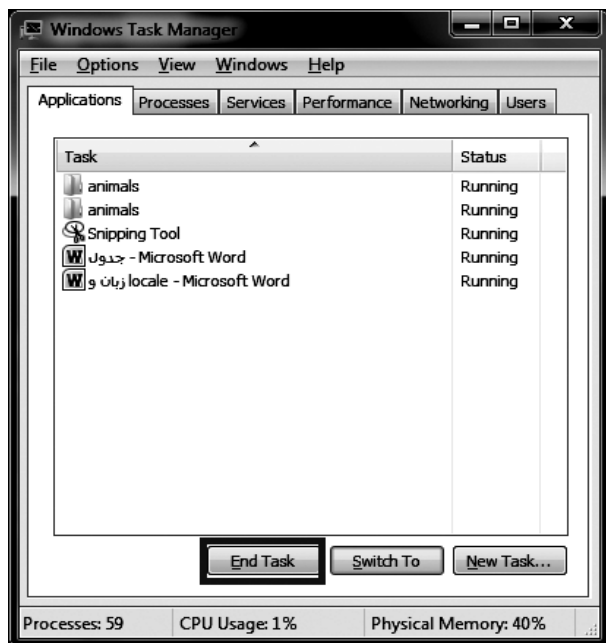 Windows Task Manager
File Options View Windows Help
Applications Processes Services Performance Networking Users
Task Status
animals Running
animals Running
Snipping Tool Running
جدول - Microsoft Word Running
زبان و locale - Microsoft Word Running
End Task Switch To New Task...
Processes: 59 CPU Usage: 1% Physical Memory: 40%